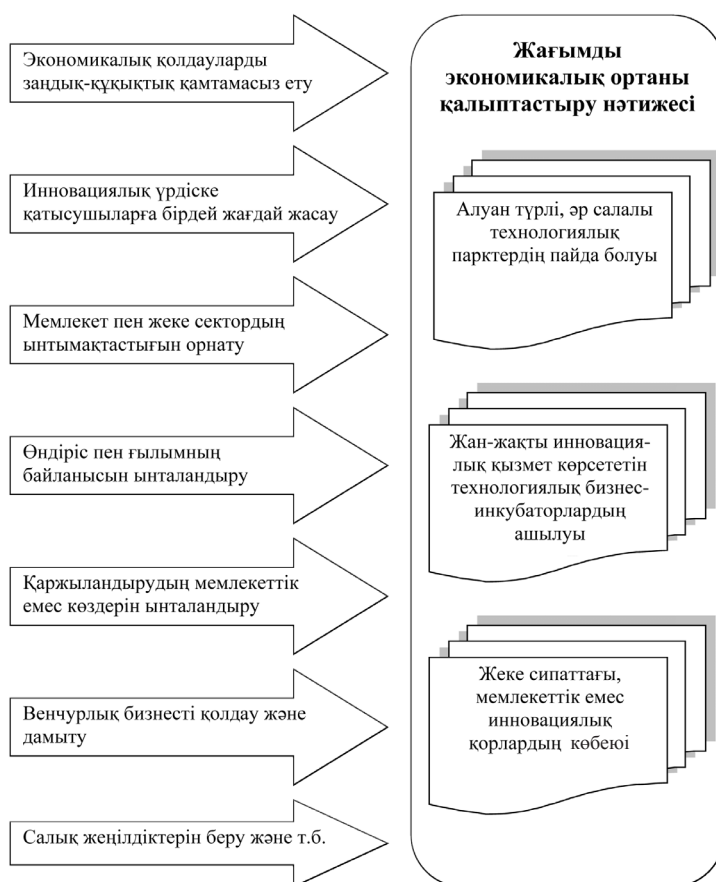 Экономикалық қолдауларды
заңдық-құқықтық қамтамасыз ету
Инновациялық үрдіске
қатысушыларға бірдей жағдай жасау
Мемлекет пен жеке сектордың
ынтымақтастығын орнату
Өндіріс пен ғылымның
байланысын ынталандыру
Қаржыландырудың мемлекеттік
емес көздерін ынталандыру
Венчурлық бизнесті қолдау және
дамыту
Салық жеңілдіктерін беру және т.б.
Жағымды
экономикалық ортаны
қалыптастыру нәтижесі
Алуан түрлі, әр салалы
технологиялық
парктердің пайда болуы
Жан-жақты инновация-
лық қызмет көрсететін
технологиялық бизнес-
инкубаторлардың
ашылуы
Жеке сипаттағы,
мемлекеттік емес
инновациялық
қорлардың көбеюі